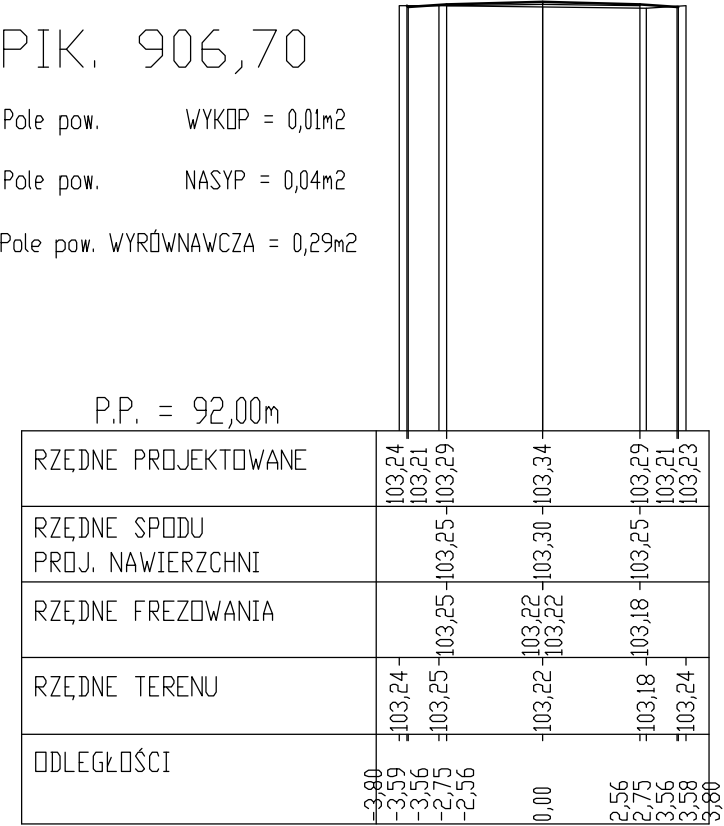 PIK. 906,70
Pole pow. WYKOP = 0,01m2
Pole pow. NASYP = 0,04m2
Pole pow. WYRÓWNAWCZA = 0,29m2
P.P. = 92,00m
RZĘDNE PROJEKTOWANE 103,24 103,21 103,29 103,34 103,29 103,21 103,23
RZĘDNE SPODU
PROJ. NAWIERZCHNI 103,25 103,30 103,25
RZĘDNE FREZOWANIA 103,25 103,22 103,22 103,18
RZĘDNE TERENU 103,24 103,25 103,22 103,18 103,24
ODLEGŁOŚCI -3,80 -3,59 -3,56 -2,75 -2,56 0,00 2,56 2,75 3,56 3,58 3,80